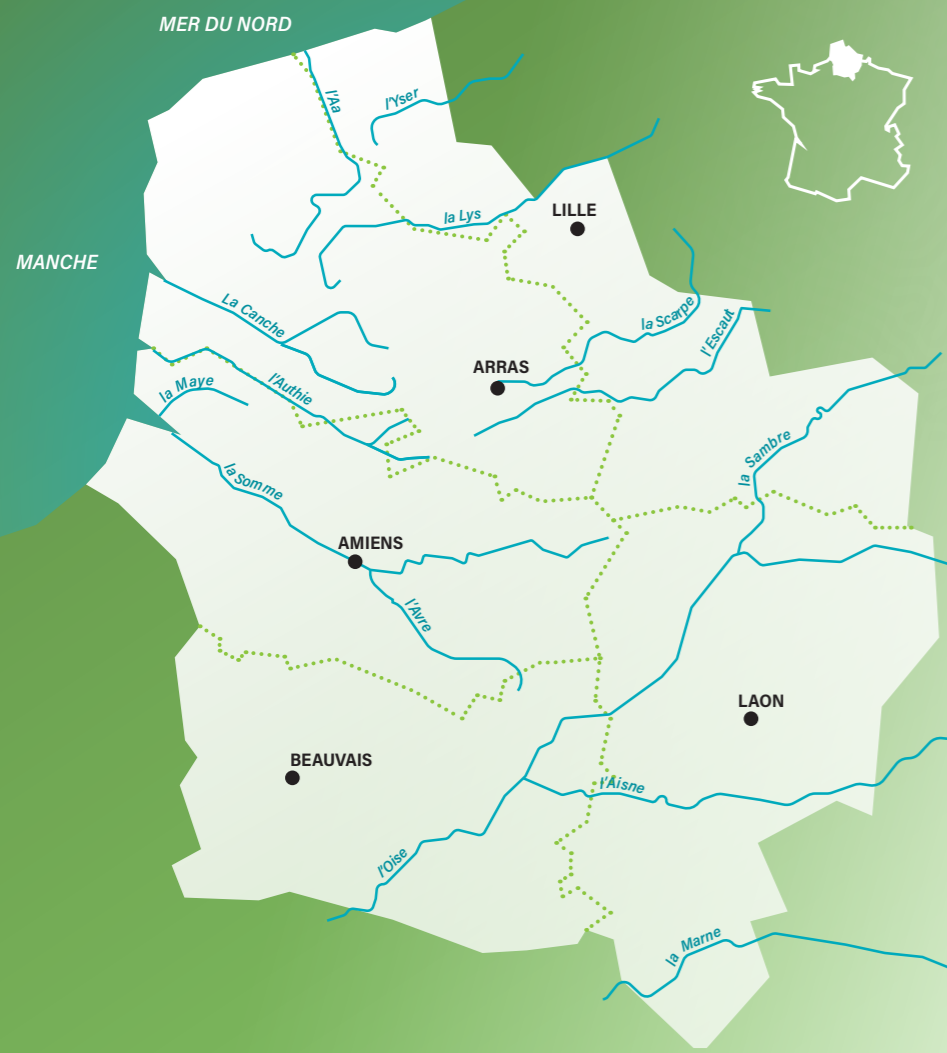 MER DU NORD
l'Aa
l'Yser
la Lys
LILLE
MANCHE
La Canche
la Scarpe
l'Escaut
ARRAS
la Maye
l'Authie
la Sambre
la Somme
AMIENS
l'Avre
LAON
BEAUVAIS
l'Aisne
l'Oise
la Marne